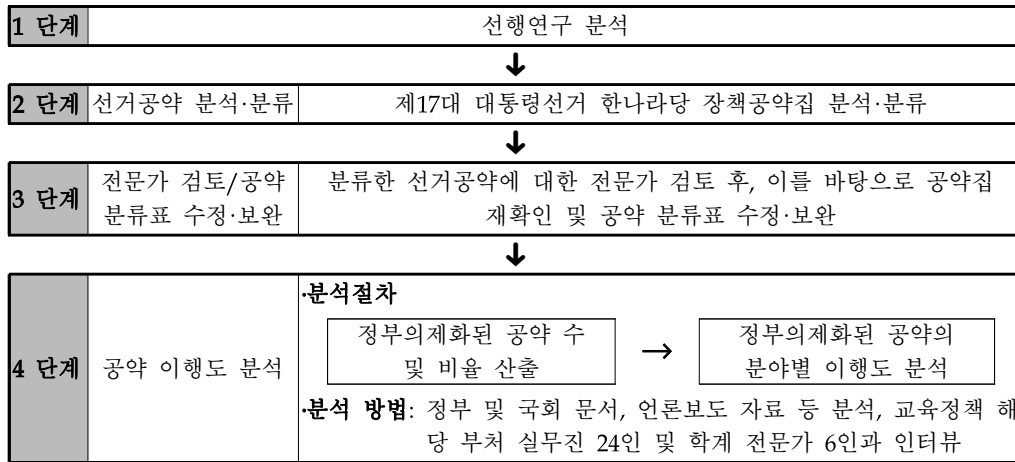 1 단계 선행연구 분석
↓
2 단계 선거공약 분석·분류 제17대 대통령선거 한나라당 장책공약집 분석·분류
↓
3 단계
전문가 검토/공약
분류표 수정·보완
분류한 선거공약에 대한 전문가 검토 후, 이를 바탕으로 공약집
재확인 및 공약 분류표 수정·보완
↓
4 단계 공약 이행도 분석
·분석절차
정부의제화된 공약 수
및 비율 산출
→
정부의제화된 공약의
분야별 이행도 분석
·분석 방법: 정부 및 국회 문서, 언론보도 자료 등 분석, 교육정책 해
당 부처 실무진 24인 및 학계 전문가 6인과 인터뷰